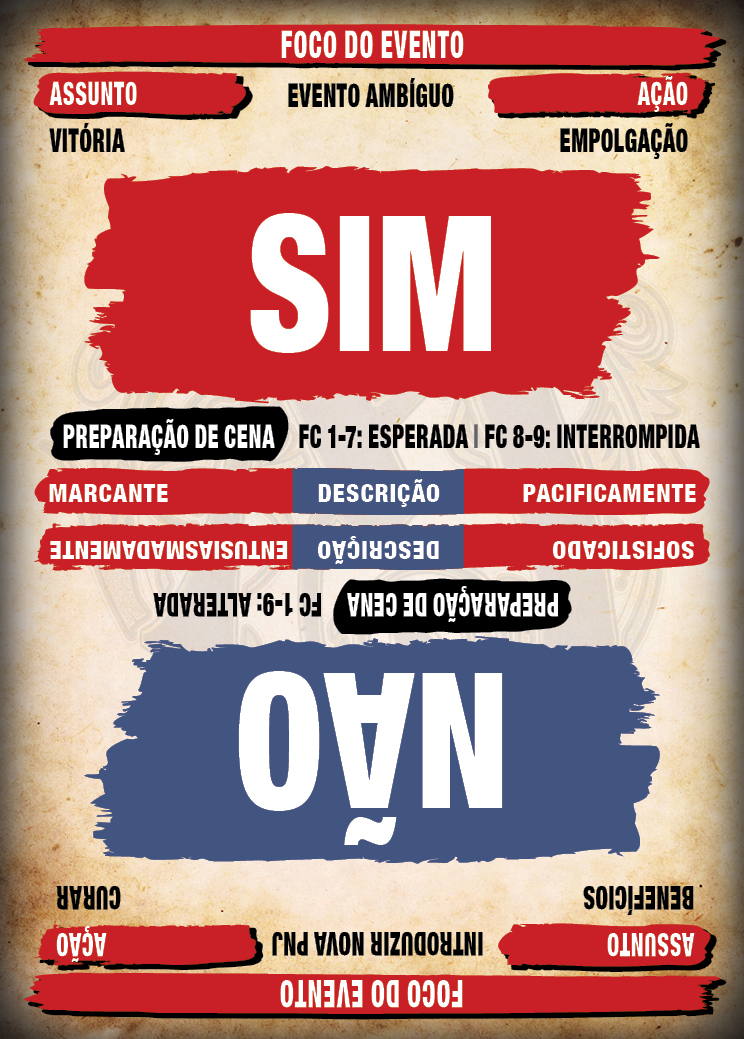 FOCO DO EVENTO
ASSUNTO EVENTO AMBÍGUO AÇÃO
VITÓRIA EMPOLGAÇÃO
SIM
PREPARAÇÃO DE CENA FC 1-7: ESPERADA | FC 8-9: INTERROMPIDA
MARCANTE DESCRIÇÃO PACIFICAMENTE
SOFISTICADO DESCRIÇÃO ENTUSIASMADAMENTE
PREPARAÇÃO DE CENA FC 1-9: ALTERADA
NÃO
BENEFÍCIOS CURAR
ASSUNTO INTRODUZIR NOVA PNJ AÇÃO
FOCO DO EVENTO